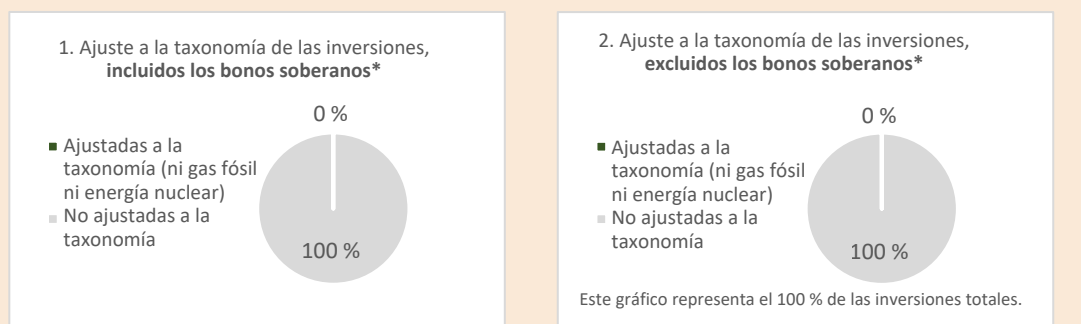 1. Ajuste a la taxonomía de las inversiones,
incluidos los bonos soberanos*
0 %
Ajustadas a la
taxonomía (ni gas fósil
ni energía nuclear)
No ajustadas a la
taxonomía
100 %
2. Ajuste a la taxonomía de las inversiones,
excluidos los bonos soberanos*
0 %
Ajustadas a la
taxonomía (ni gas fósil
ni energía nuclear)
No ajustadas a la
taxonomía
100 %
Este gráfico representa el 100 % de las inversiones totales.